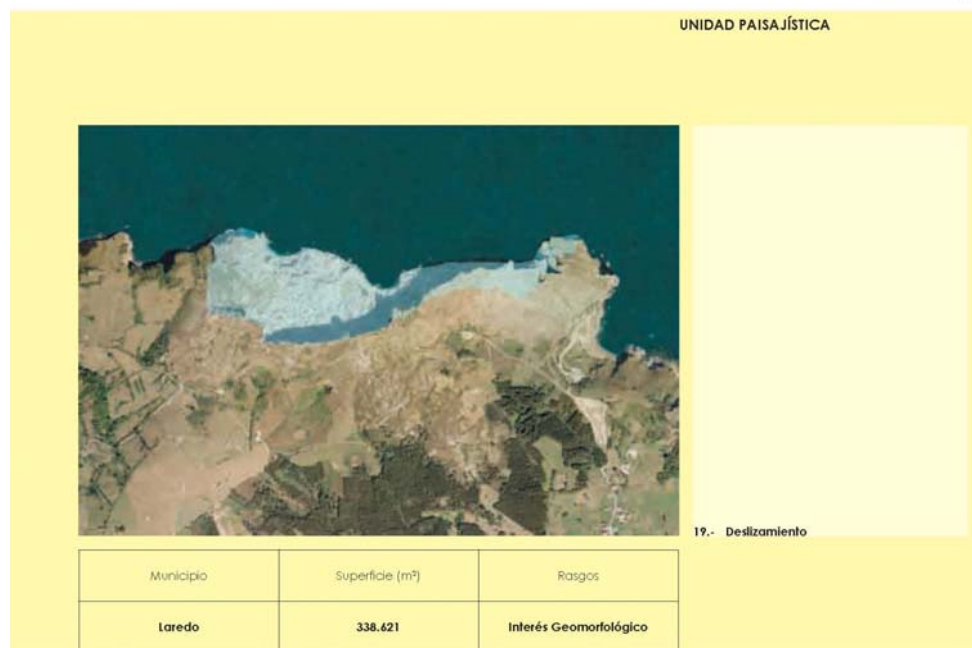 UNIDAD PAISAJÍSTICA
19.- Deslizamiento
Municipio Superficie (m²) Rasgos
Laredo 338.621 Interés Geomorfológico